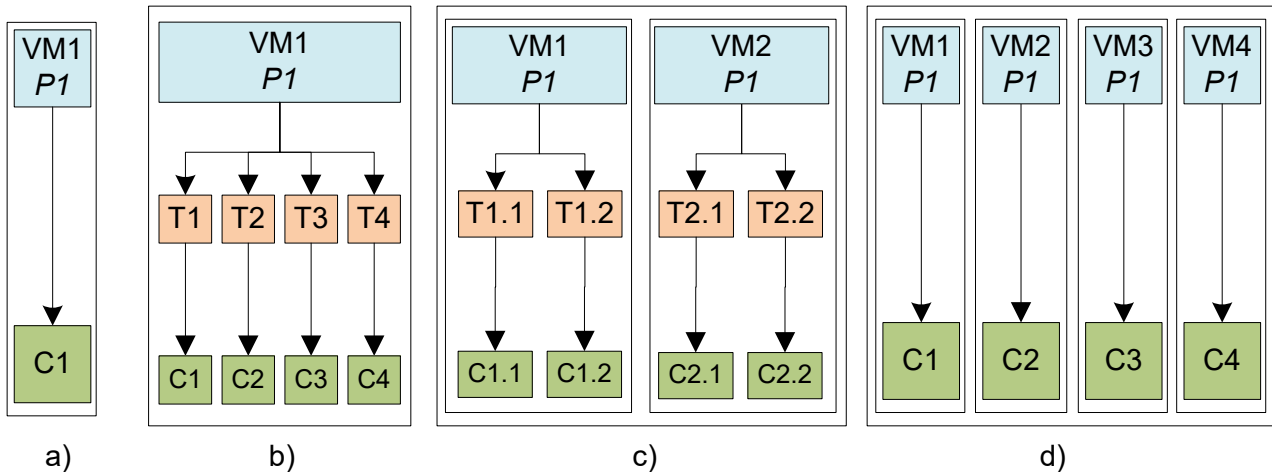 VM1
P1
C1
a)
VM1
P1
T1 T2 T3 T4
C1 C2 C3 C4
b)
VM1
P1
T1.1 T1.2
C1.1 C1.2
VM2
P1
T2.1 T2.2
C2.1 C2.2
c)
VM1
P1
C1
VM2
P1
C2
VM3
P1
C3
VM4
P1
C4
d)